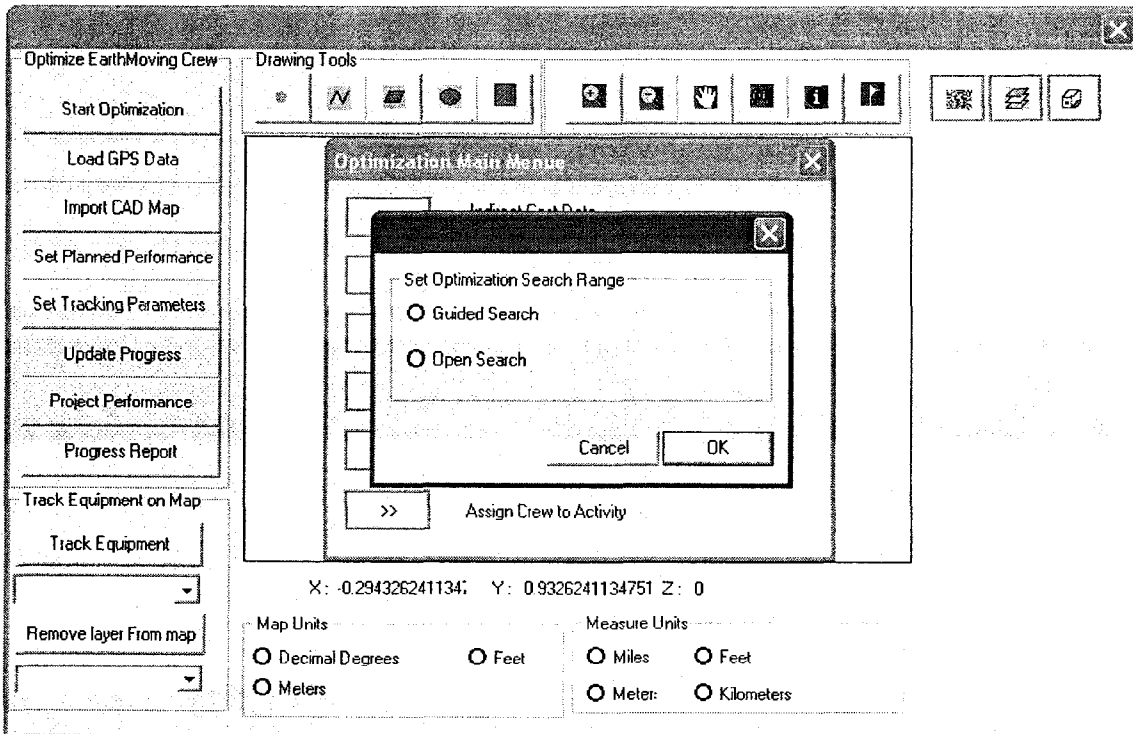 Optimize EarthMoving Crew
Drawing Tools
Start Optimization
Load GPS Data
Import CAD Map
Set Planned Performance
Set Tracking Parameters
Update Progress
Project Performance
Progress Report
Track Equipment on Map
Track Equipment
Remove layer From map
Optimization Main Menue
Indirect Cost Data
Set Optimization Search Range
Guided Search
Open Search
Cancel OK
>> Assign Crew to Activity
X: -0.294326241134 Y: 0.9326241134751 Z: 0
Map Units
Decimal Degrees Feet
Meters
Measure Units
Miles Feet
Meter: Kilometers